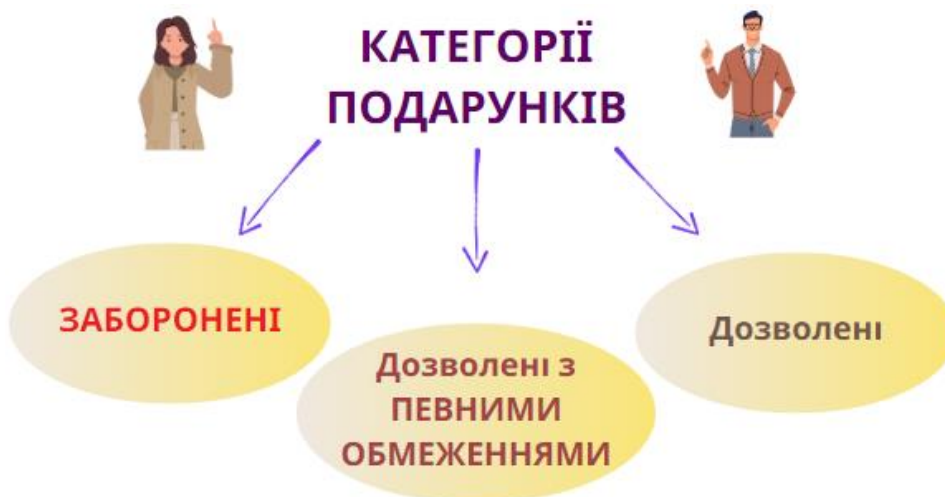 КАТЕГОРІЇ
ПОДАРУНКІВ
ЗАБОРОНЕНІ
Дозволені з
ПЕВНИМИ
ОБМЕЖЕННЯМИ
Дозволені